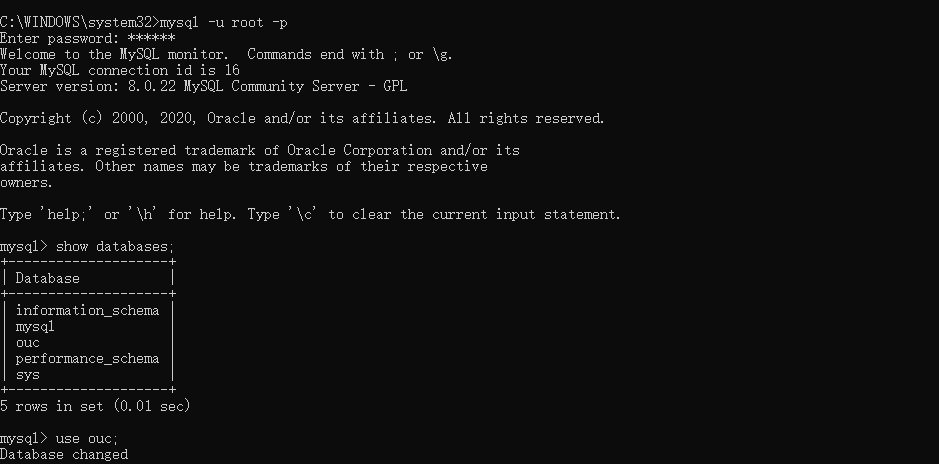 C:\WINDOWS\system32>mysql -u root -p
Enter password: ******
Welcome to the MySQL monitor.  Commands end with ; or \g.
Your MySQL connection id is 16
Server version: 8.0.22 MySQL Community Server - GPL
Copyright (c) 2000, 2020, Oracle and/or its affiliates. All rights reserved.
Oracle is a registered trademark of Oracle Corporation and/or its
affiliates. Other names may be trademarks of their respective
owners.
Type 'help;' or '\h' for help. Type '\c' to clear the current input statement.
mysql> show databases;
+--------------------+
| Database           |
+--------------------+
| information_schema |
| mysql              |
| ouc                |
| performance_schema |
| sys                |
+--------------------+
5 rows in set (0.01 sec)
mysql> use ouc;
Database changed